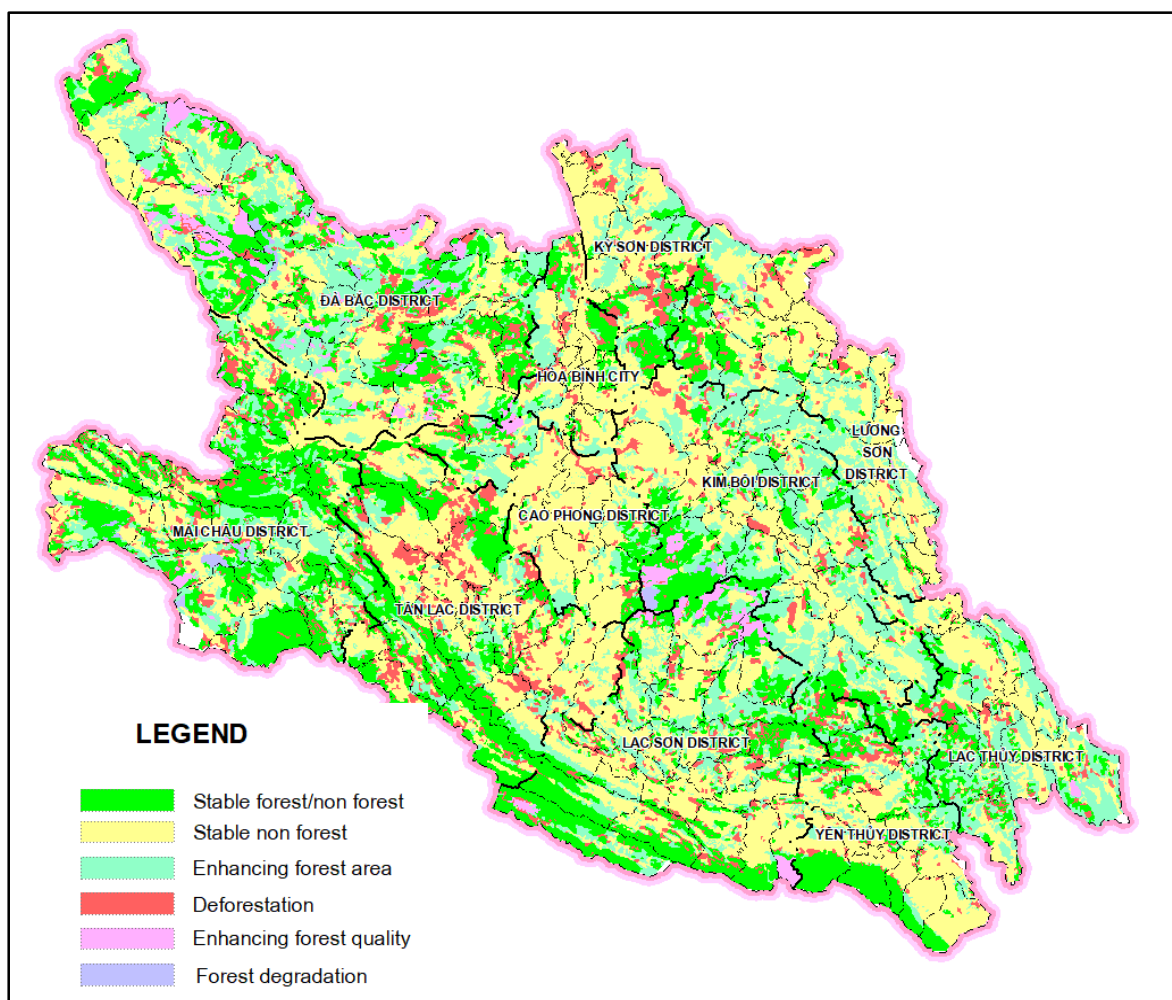 KỲ SƠN DISTRICT
ĐÀ BẮC DISTRICT
HÒA BÌNH CITY
LƯƠNG
SƠN
DISTRICT
KIM BÔI DISTRICT
CAO PHONG DISTRICT
MAI CHÂU DISTRICT
TÂN LẠC DISTRICT
LẠC SƠN DISTRICT
LẠC THỦY DISTRICT
YÊN THỦY DISTRICT
LEGEND
Stable forest/non forest
Stable non forest
Enhancing forest area
Deforestation
Enhancing forest quality
Forest degradation